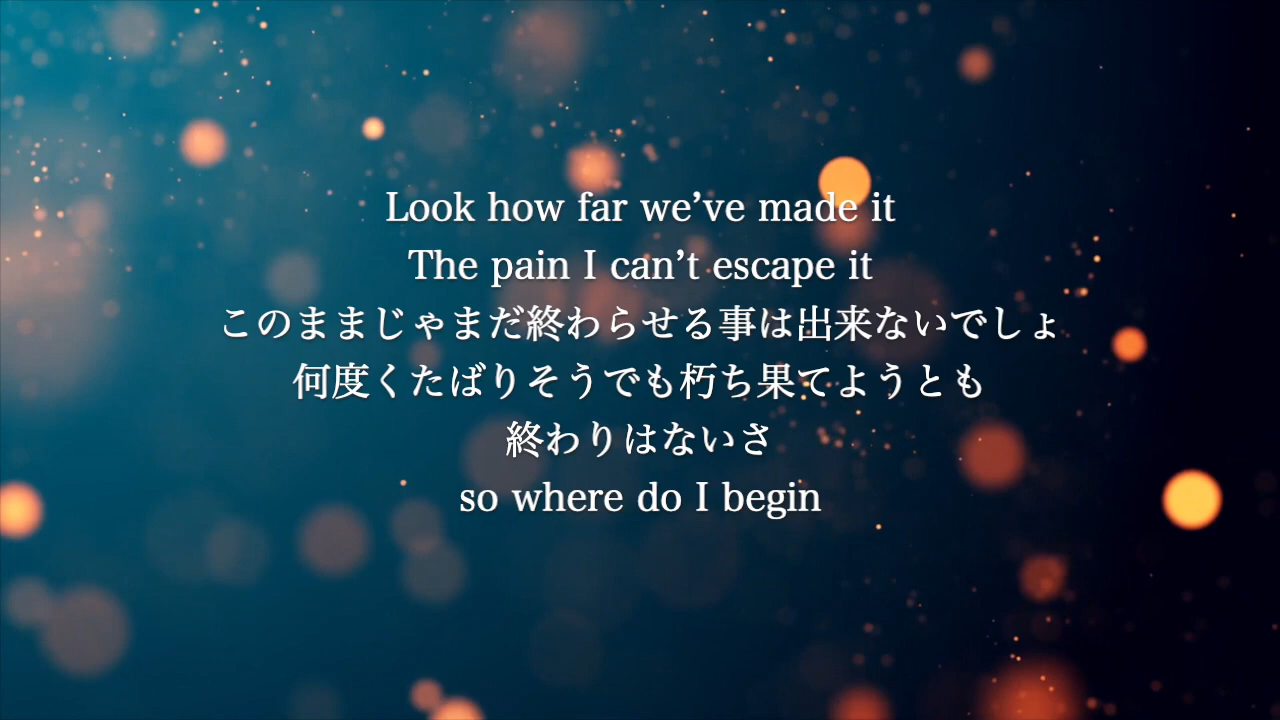 Look how far we’ve made it
The pain I can’t escape it
このままじゃまだ終わらせる事は出来ないでしょ
何度くたばりそうでも朽ち果てようとも
終わりはないさ
so where do I begin